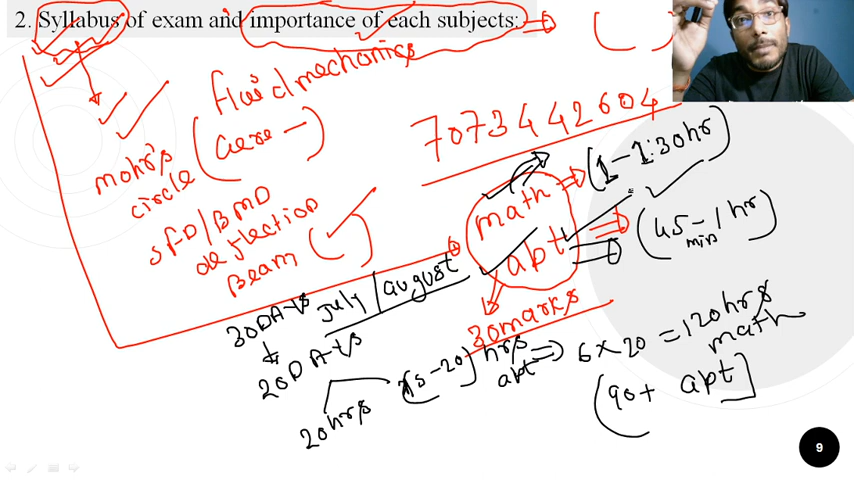 2. Syllabus of exam and importance of each subjects:
fluid mechanics
(aero –)
7073442604
mohr's
circle
SFD/BMD
deflection
Beam
math (1–1:30hr)
apt (45–1hr)
min
30marks
July/august
30DAYS
20DAYS
20hrs (15–20) hrs
apt
6×20 = 120hrs
math
(90+ apt]
9